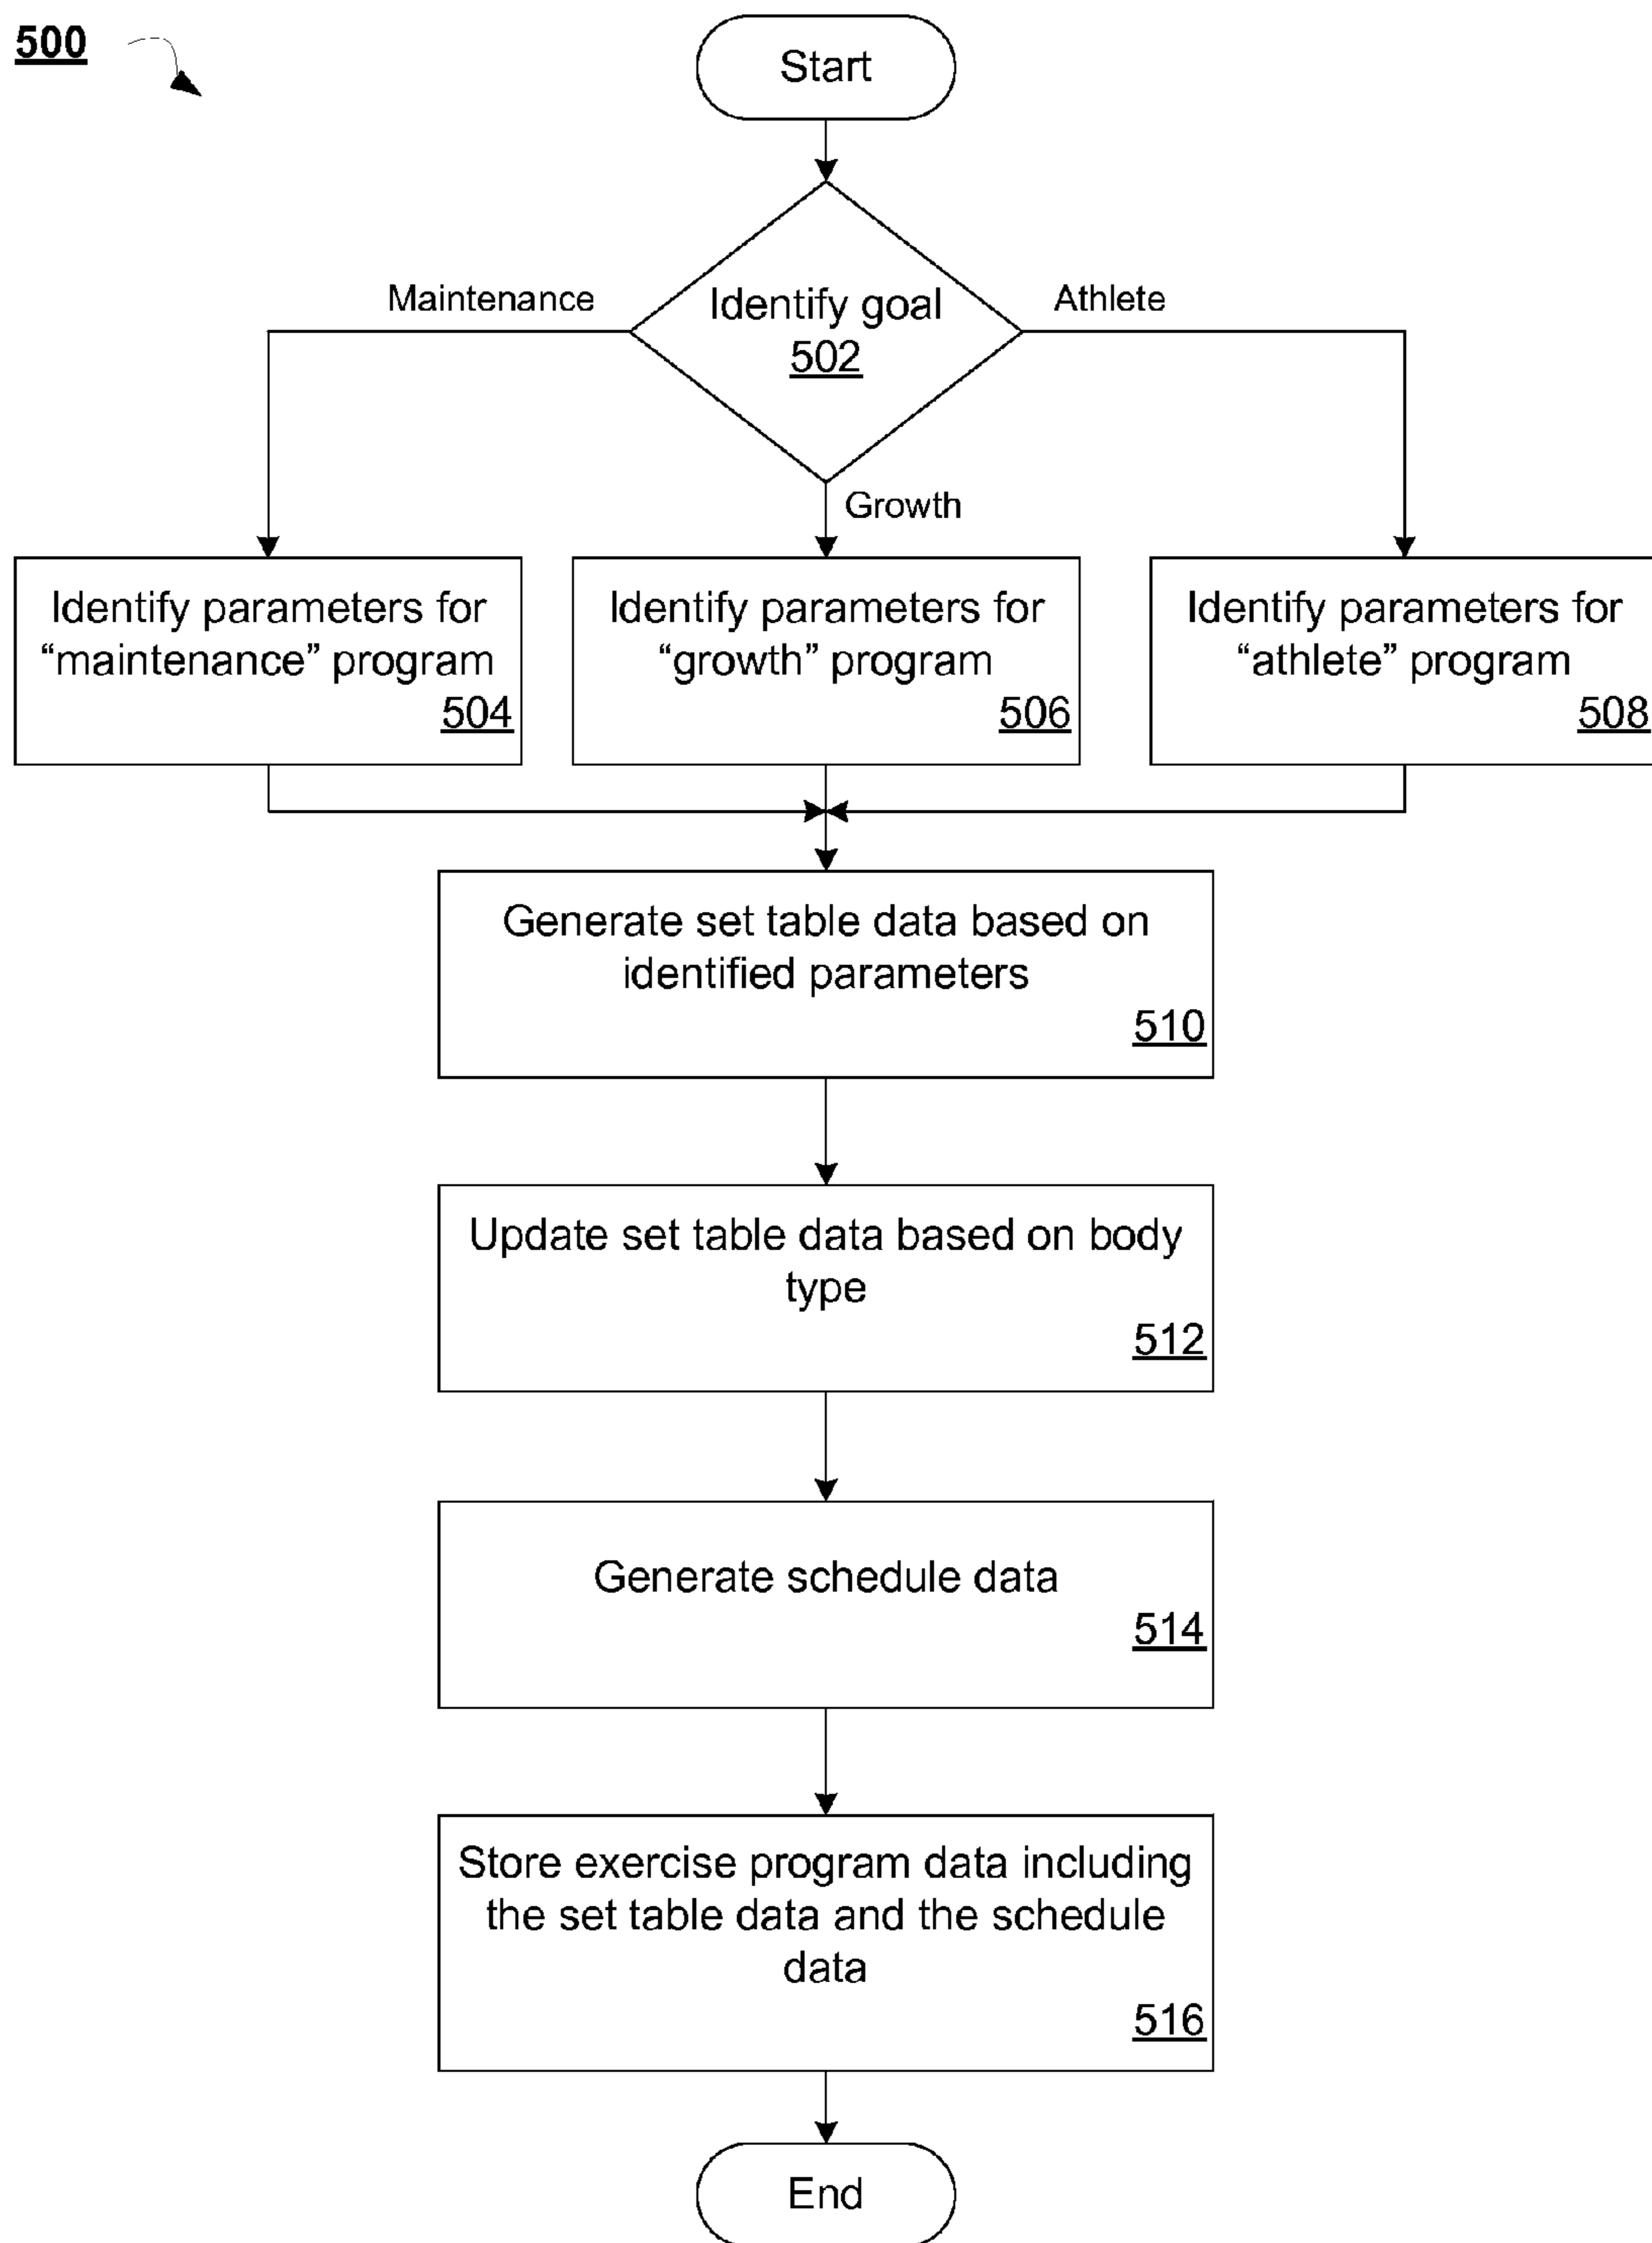 500
Start
Maintenance
Identify goal
502
Athlete
Growth
Identify parameters for
“maintenance” program
504
Identify parameters for
“growth” program
506
Identify parameters for
“athlete” program
508
Generate set table data based on
identified parameters
510
Update set table data based on body
type
512
Generate schedule data
514
Store exercise program data including
the set table data and the schedule
data
516
End